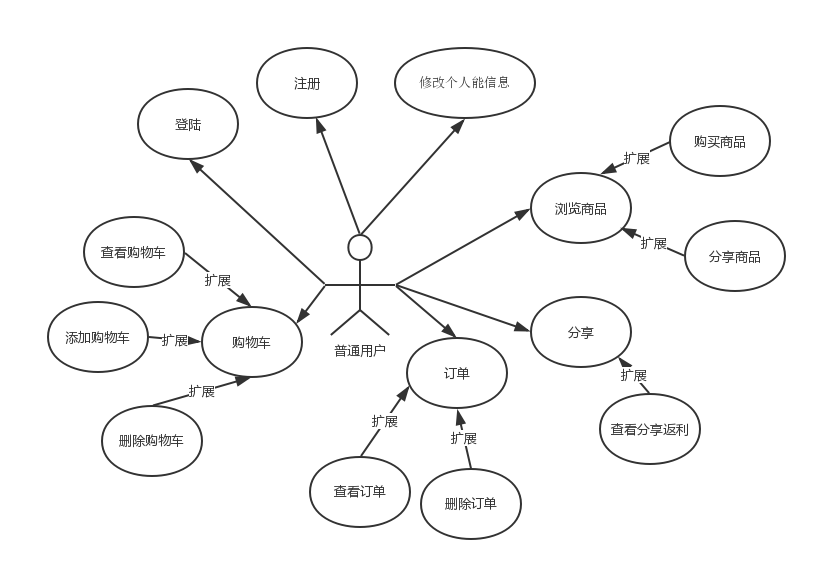 注册
修改个人能信息
登陆
购买商品
扩展
浏览商品
查看购物车
扩展
分享商品
扩展
添加购物车
扩展
购物车
普通用户
分享
订单
扩展
扩展
删除购物车
扩展
扩展
查看分享返利
查看订单
删除订单